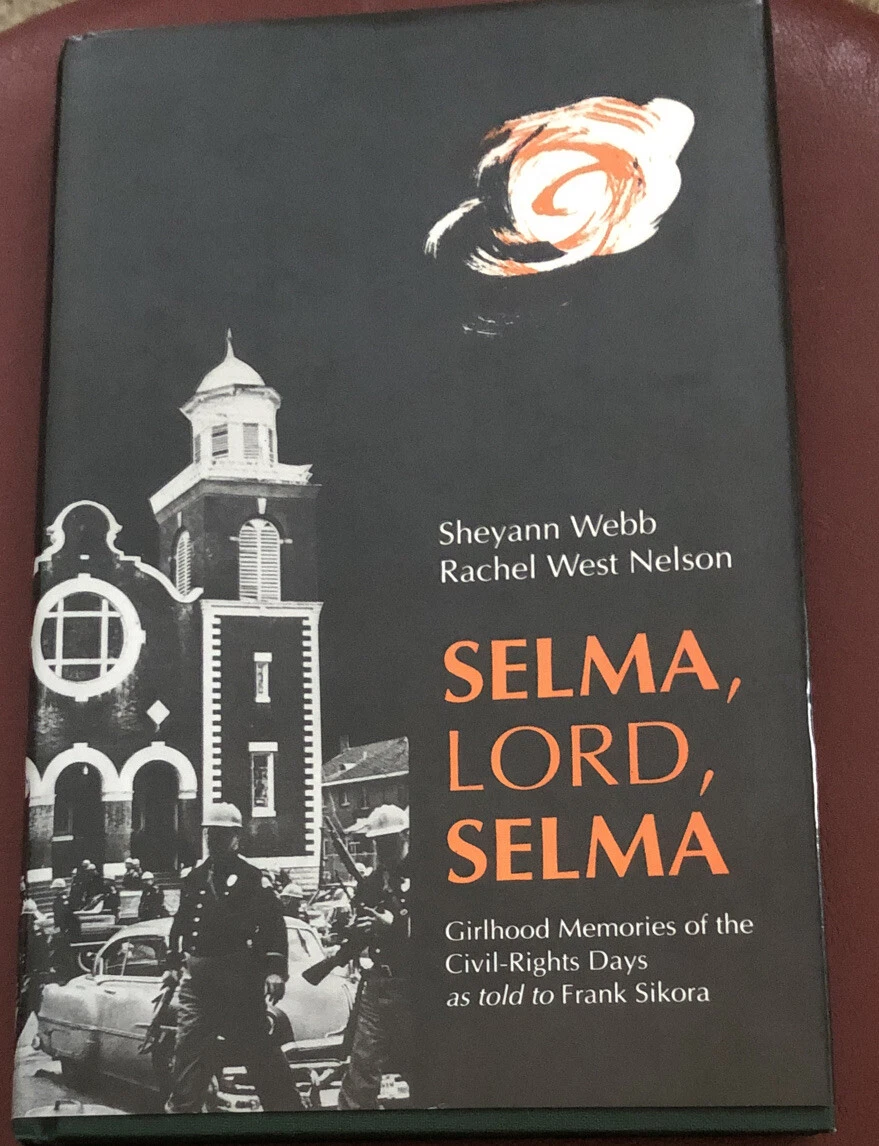 Sheyann Webb
Rachel West Nelson
SELMA,
LORD,
SELMA
Girlhood Memories of the
Civil-Rights Days
as told to Frank Sikora